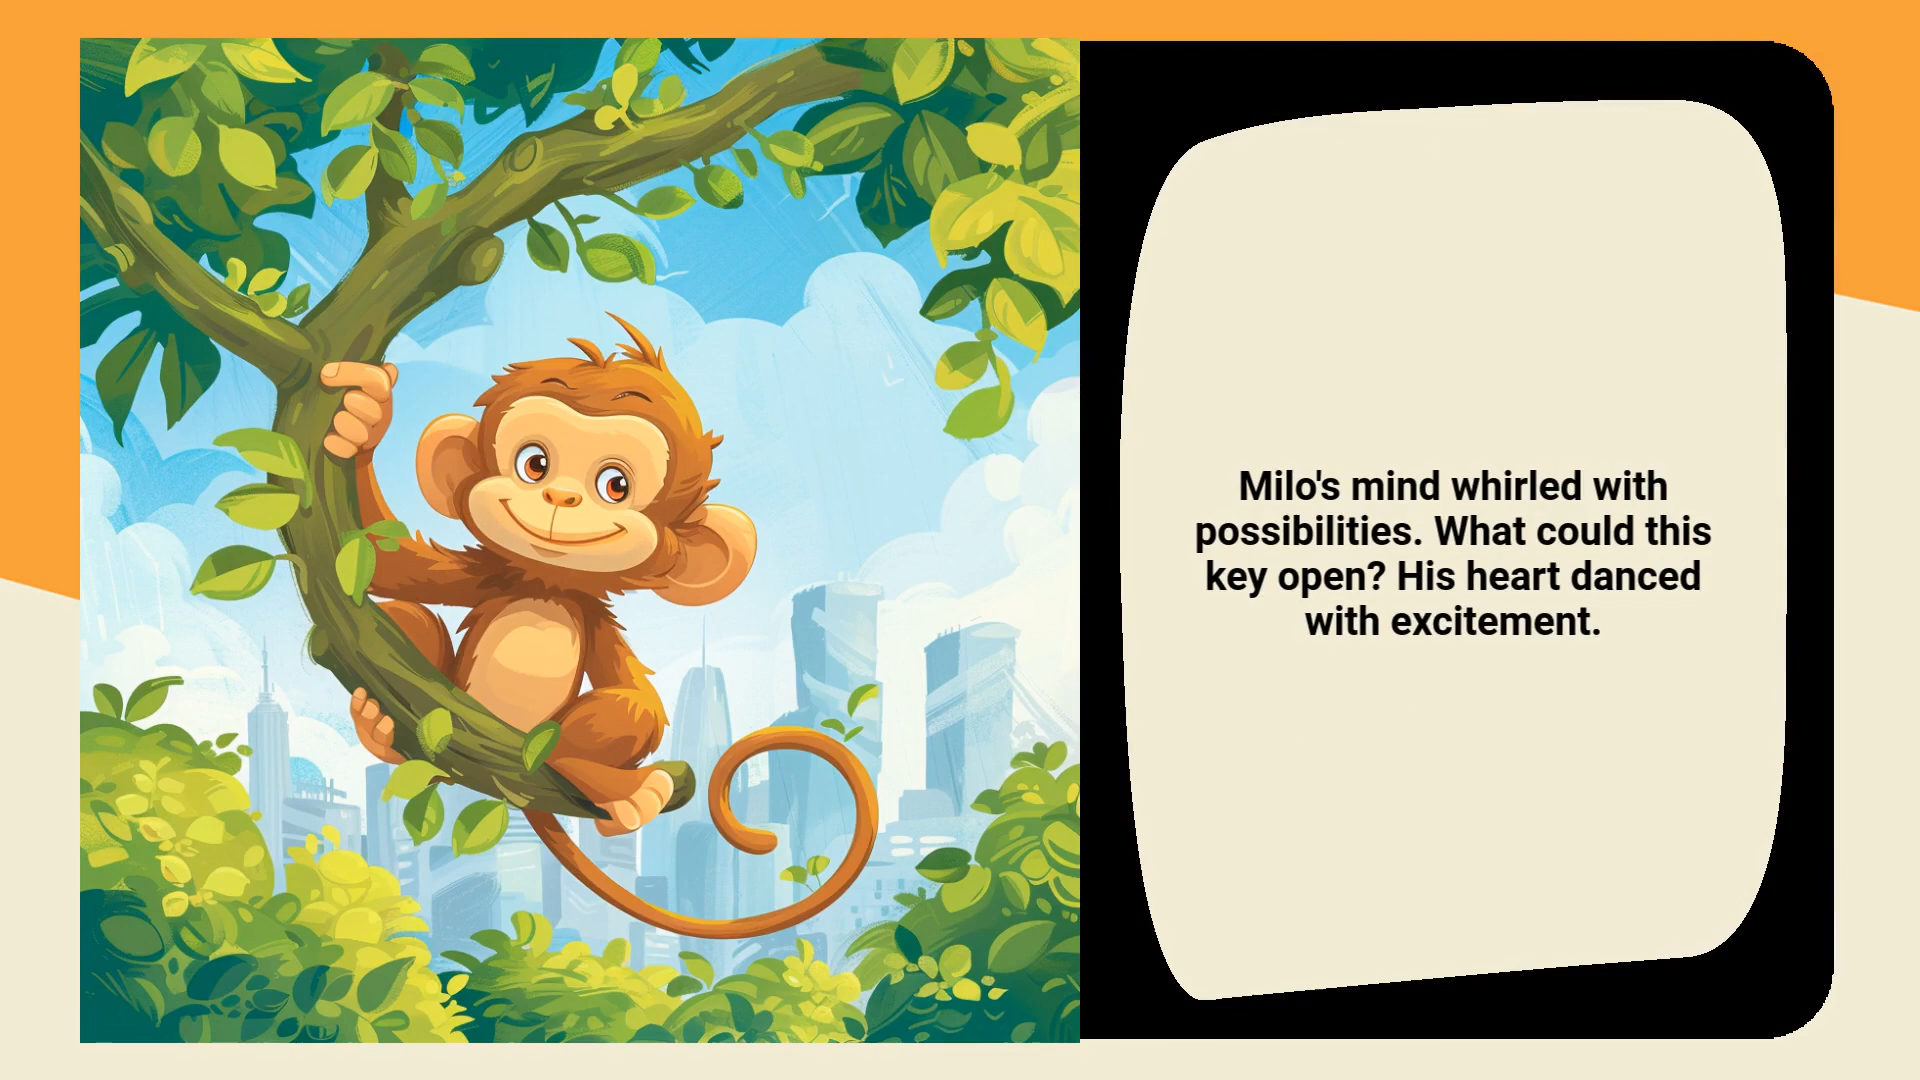 Milo's mind whirled with
possibilities. What could this
key open? His heart danced
with excitement.